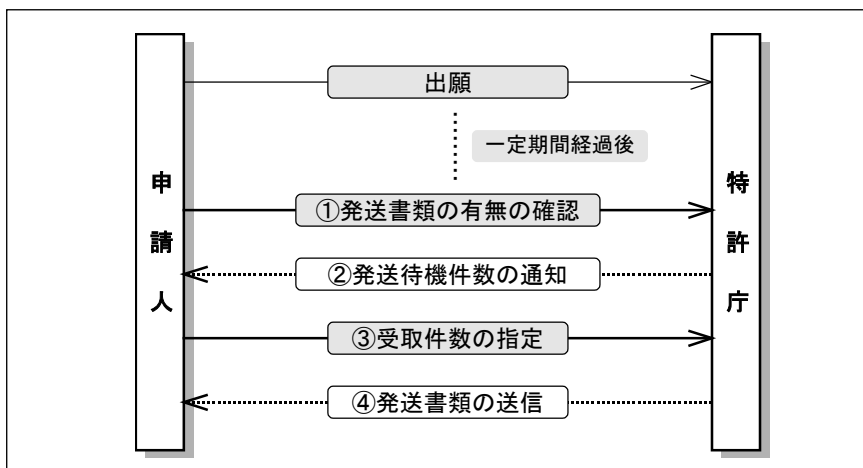 出願
一定期間経過後
申請人
特許庁
①発送書類の有無の確認
②発送待機件数の通知
③受取件数の指定
④発送書類の送信